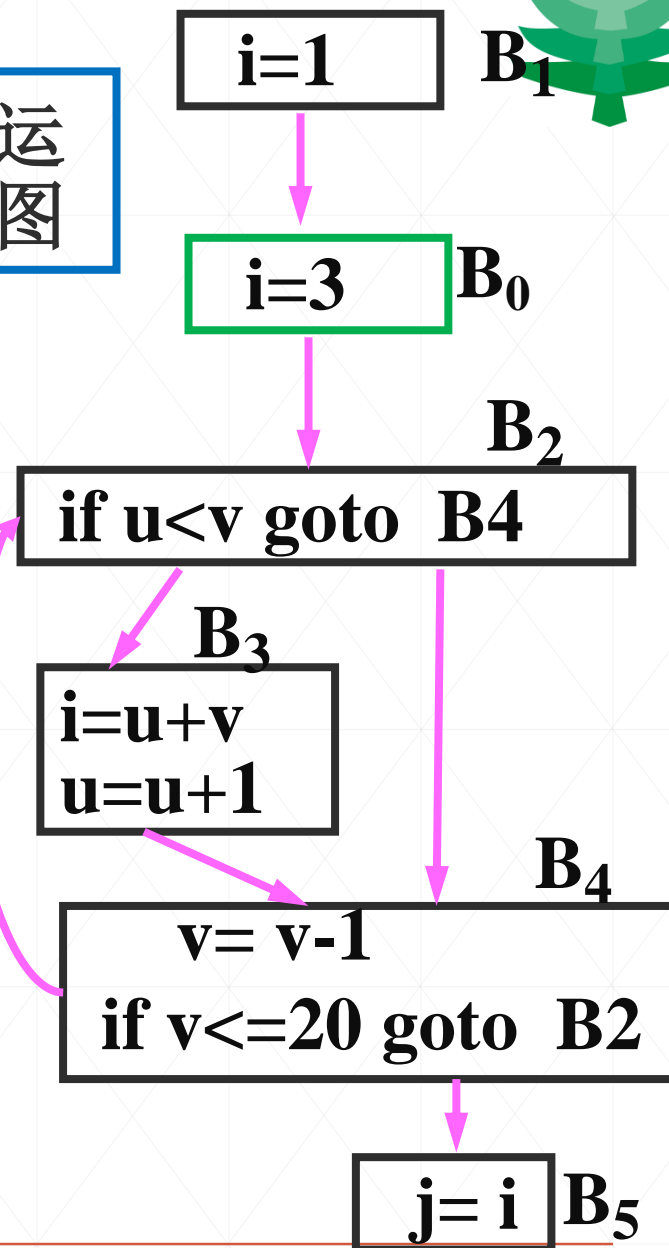 i=1
B1
运
图
i=3
B0
B2
if u<v goto B4
B3
i=u+v
u=u+1
B4
v= v-1
if v<=20 goto B2
j= i
B5